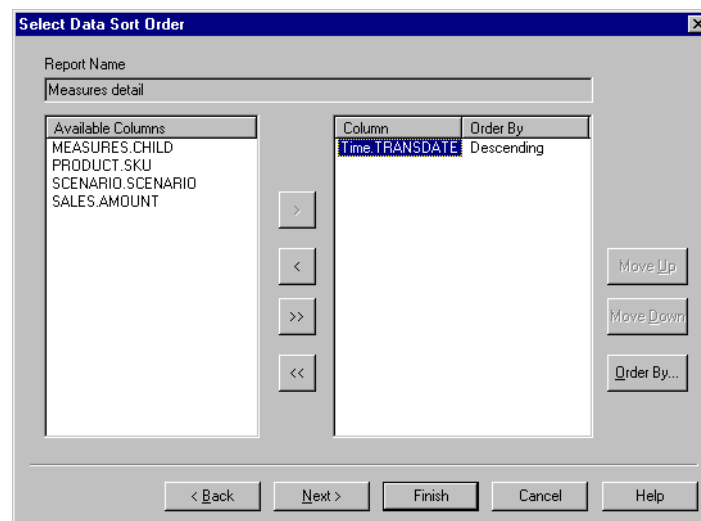 Select Data Sort Order
Report Name
Measures detail
Available Columns
MEASURES.CHILD
PRODUCT.SKU
SCENARIO.SCENARIO
SALES.AMOUNT
>
<
>>
<<
Column Order By
Time.TRANSDATE Descending
Move Up
Move Down
Order By...
< Back Next > Finish Cancel Help